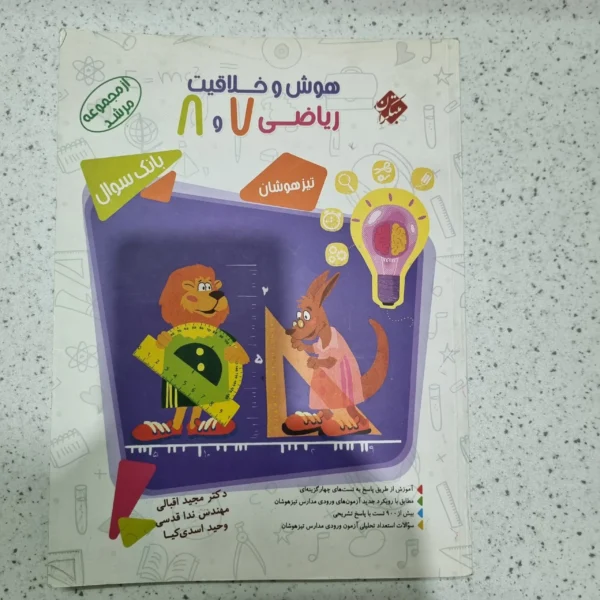 هوش و خلاقیت
ریاضی ۷ و ۸
مبتکران
از مجموعه
مرشد
بانک سوال
تیزهوشان
آموزش از طریق پاسخ به تست‌های چهارگزینه‌ای
مطابق با رویکرد جدید آزمون‌های ورودی مدارس تیزهوشان
بیش از ۹۰۰ تست با پاسخ تشریحی
سؤالات استعداد تحلیلی آزمون ورودی مدارس تیزهوشان
دکتر مجید اقبالی
مهندس ندا قدسی
وحید اسدی‌کیا